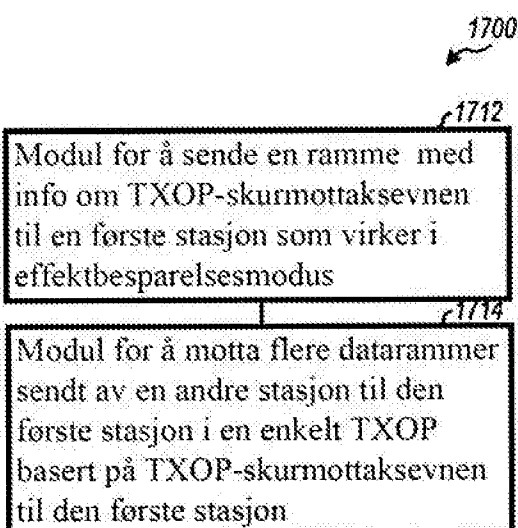 1700
1712
Modul for å sende en ramme med
info om TXOP-skurmottaksevnen
til en første stasjon som virker i
effektbesparelsesmodus
1714
Modul for å motta flere datarammer
sendt av en andre stasjon til den
første stasjon i en enkelt TXOP
basert på TXOP-skurmottaksevnen
til den første stasjon